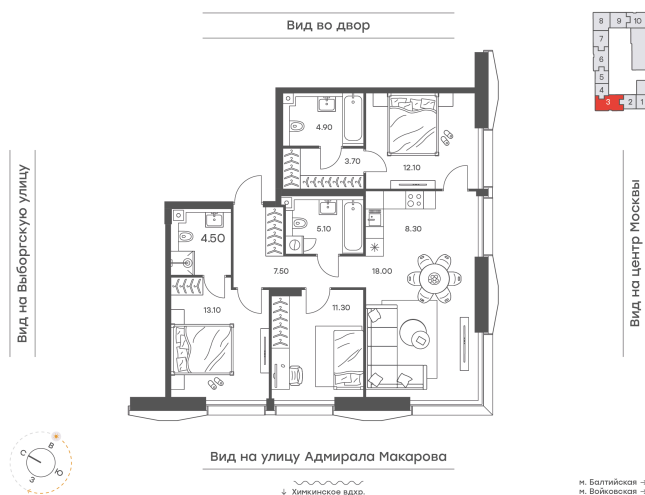 Вид во двор
8 9 10
7
6
5
4
3 2 1
4.90
3.70
12.10
Вид на Выборгскую улицу
4.50
5.10
8.30
7.50
18.00
Вид на центр Москвы
13.10
11.30
Вид на улицу Адмирала Макарова
С В
З Ю
↓ Химкинское вдхр.
м. Балтийская →
м. Войковская →